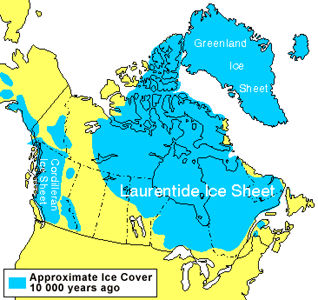 Greenland
Ice
Sheet
Laurentide Ice Sheet
Cordilleran
Ice Sheet
Approximate Ice Cover
10 000 years ago